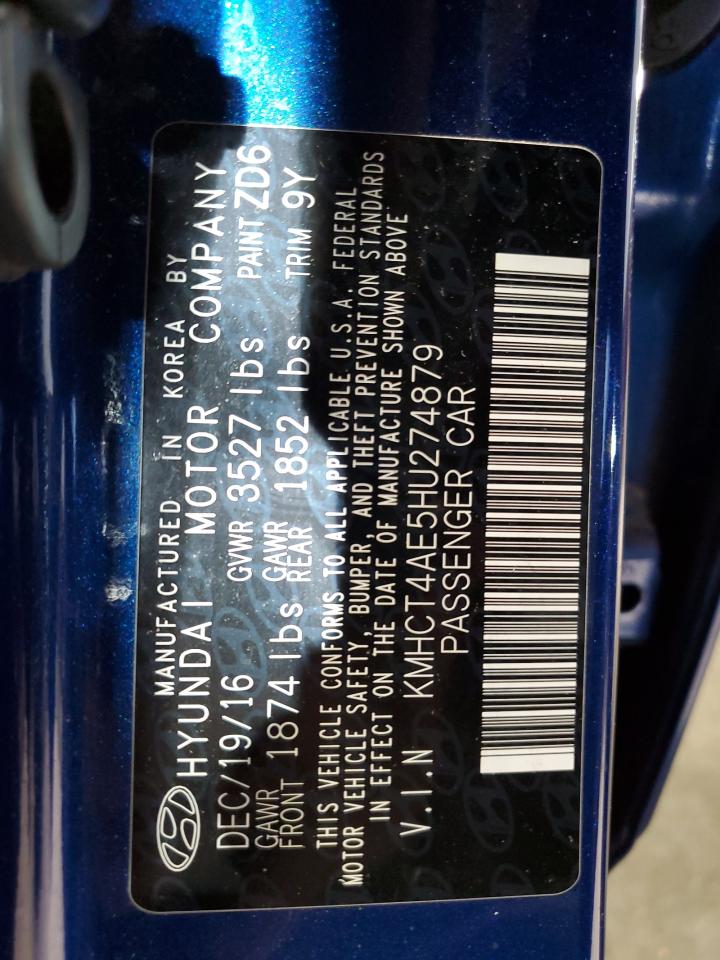 MANUFACTURED IN KOREA BY
HYUNDAI MOTOR COMPANY
DEC/19/16 GVWR 3527 lbs PAINT ZD6
GAWR FRONT 1874 lbs GAWR REAR 1852 lbs TRIM 9Y
THIS VEHICLE CONFORMS TO ALL APPLICABLE U.S.A. FEDERAL
MOTOR VEHICLE SAFETY, BUMPER, AND THEFT PREVENTION STANDARDS
IN EFFECT ON THE DATE OF MANUFACTURE SHOWN ABOVE
V.I.N KMHCT4AE5HU274879
PASSENGER CAR